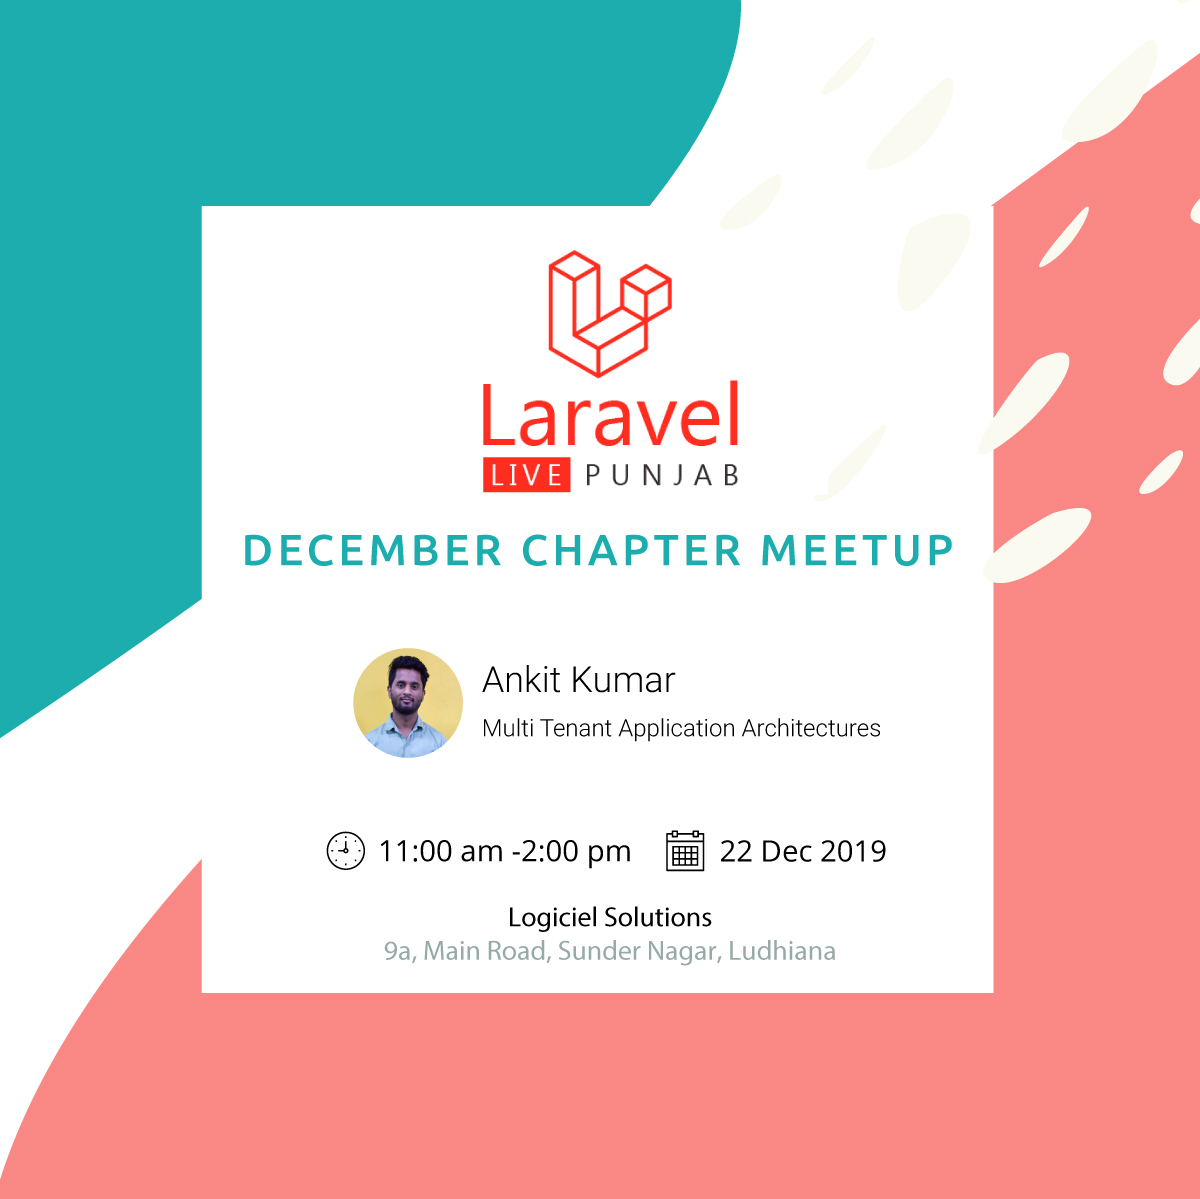 Laravel
LIVE PUNJAB
DECEMBER CHAPTER MEETUP
Ankit Kumar
Multi Tenant Application Architectures
11:00 am -2:00 pm 22 Dec 2019
Logiciel Solutions
9a, Main Road, Sunder Nagar, Ludhiana